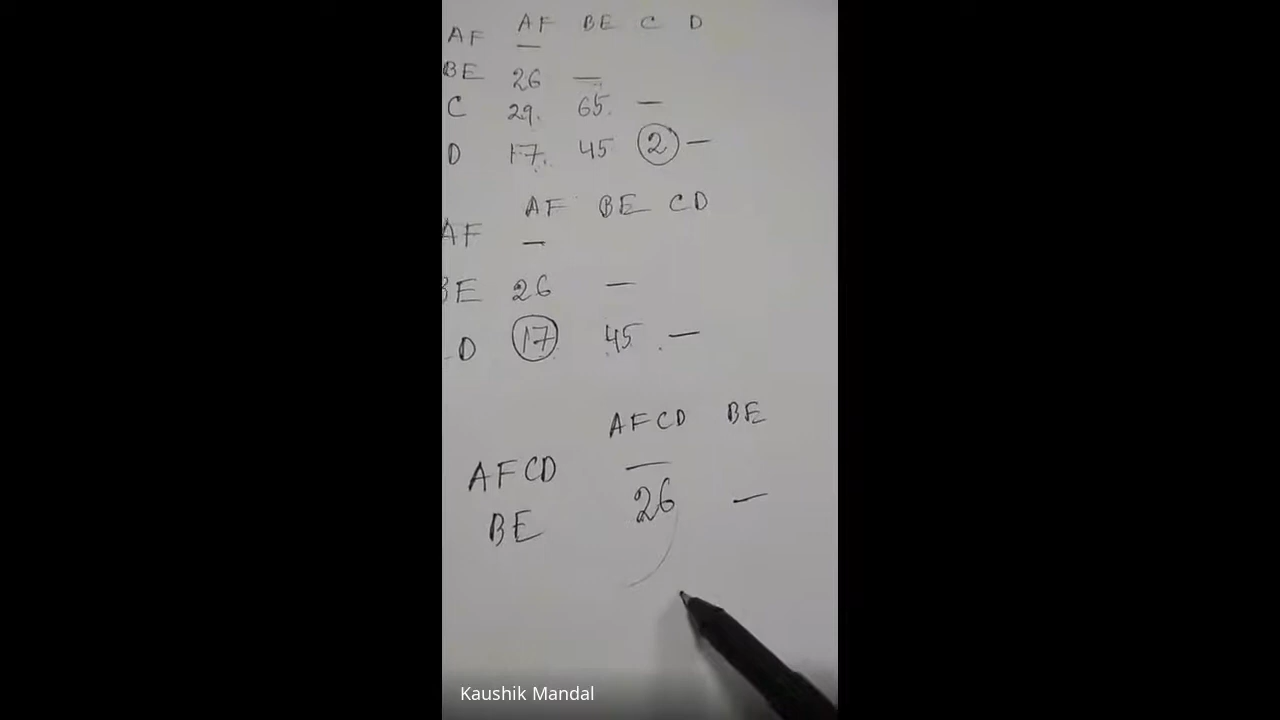 AF BE C D
AF —
BE 26 —
C 29. 65. —
D 17. 45 2 —
AF BE CD
AF —
BE 26 —
D 17 45 —
AFCD BE
AFCD —
BE 26 —
Kaushik Mandal